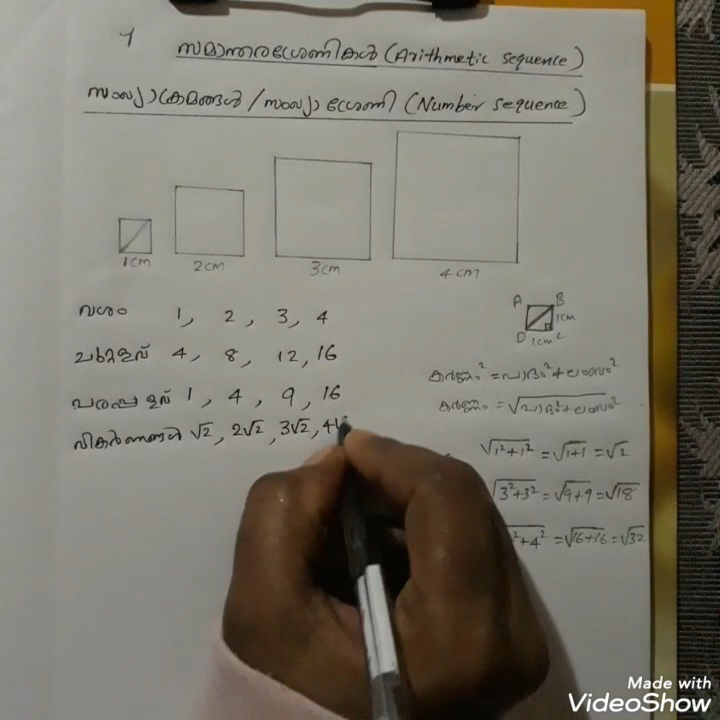 1
സമാന്തരശ്രേണികൾ (Arithmetic sequence)
സംഖ്യാക്രമങ്ങൾ / സംഖ്യാശ്രേണി (Number sequence)
1cm
2cm
3cm
4cm
വശം 1, 2, 3, 4
ചുറ്റളവ് 4, 8, 12, 16
പരപ്പളവ് 1, 4, 9, 16
വികർണങ്ങൾ √2, 2√2, 3√2, 4
A B
1cm
D 1cm C
കർണ്ണം² = പാദം² + ലംബം²
കർണ്ണം = √പാദം² + ലംബം²
√1²+1² = √1+1 = √2
√3²+3² = √9+9 = √18
²+4² = √16+16 = √32
Made with
VideoShow